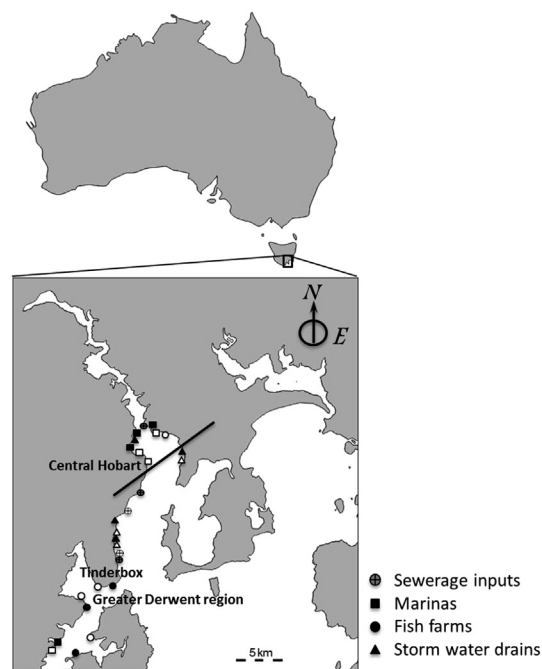 N
E
Central Hobart
Tinderbox
Greater Derwent region
5km
Sewerage inputs
Marinas
Fish farms
Storm water drains